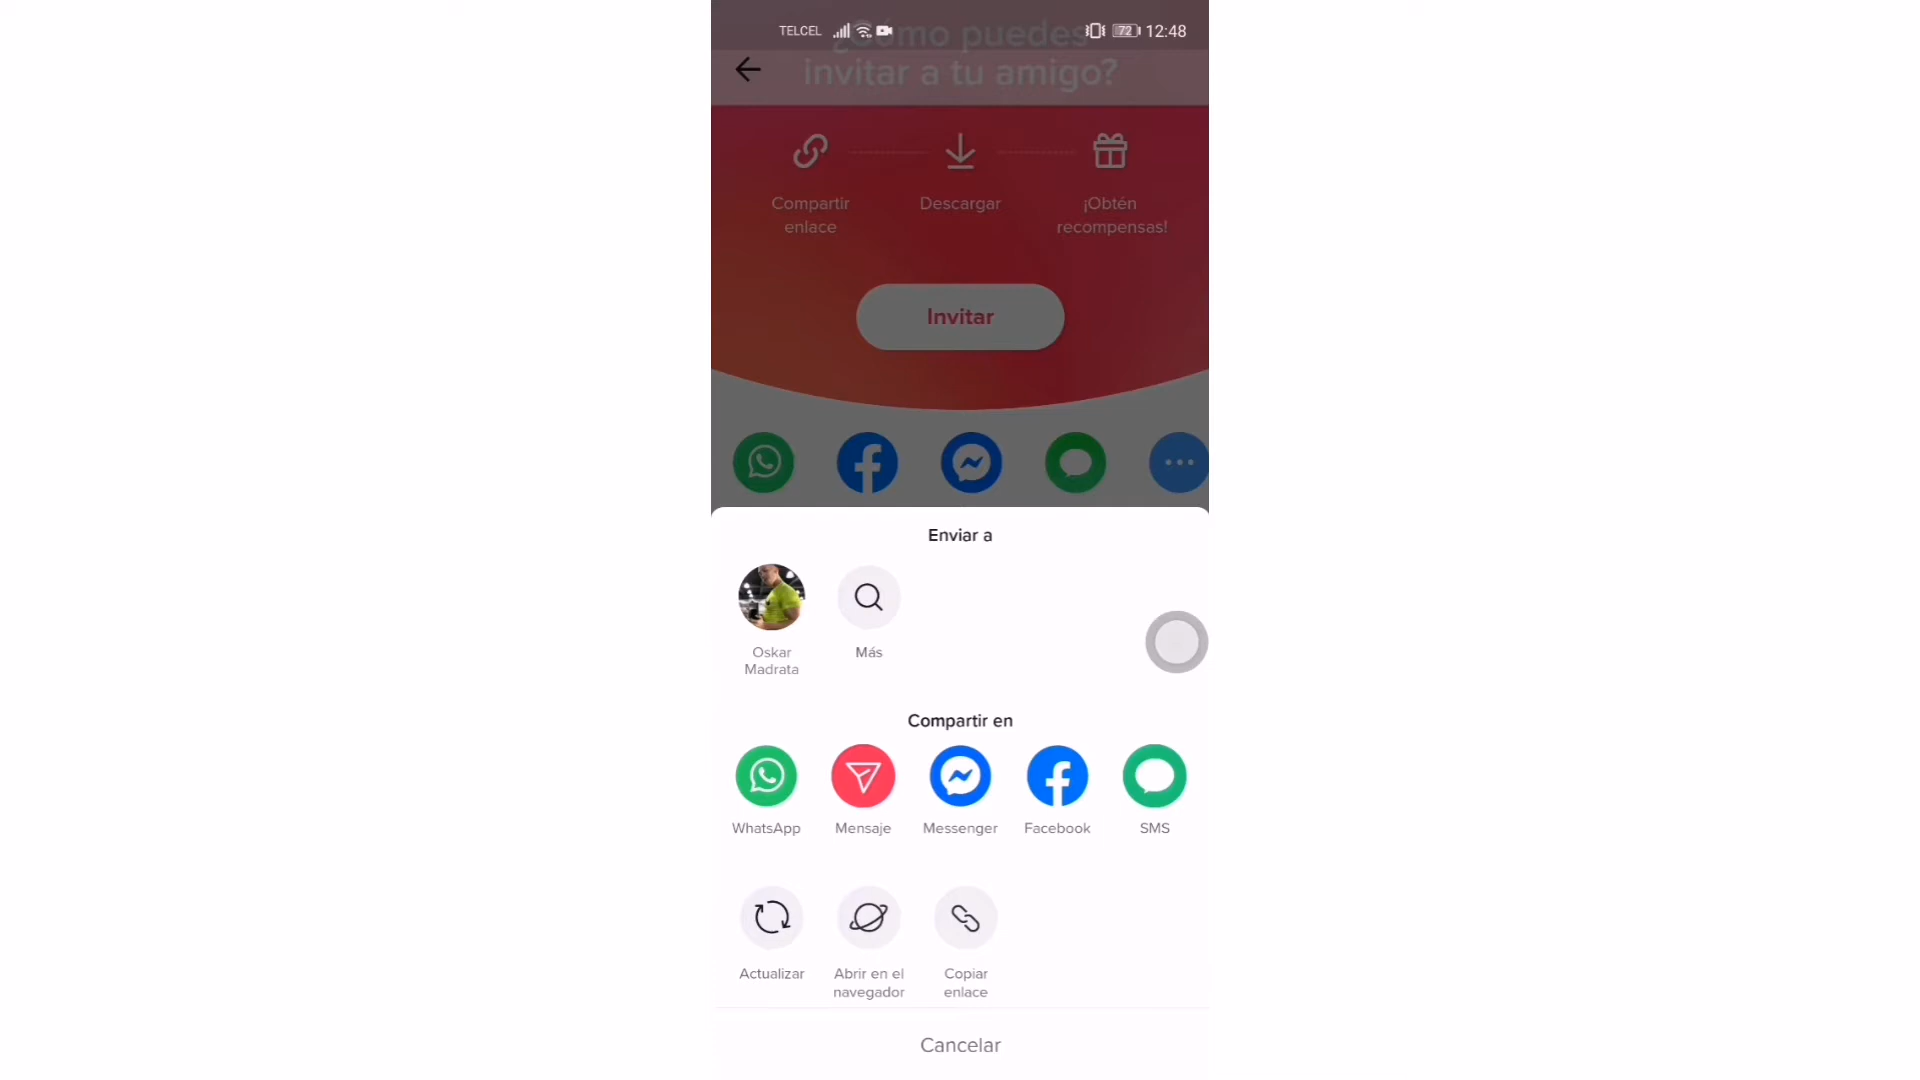 TELCEL 72 12:48
¿Cómo puedes
invitar a tu amigo?
Compartir
enlace
Descargar
¡Obtén
recompensas!
Invitar
Enviar a
Oskar
Madrata
Más
Compartir en
WhatsApp
Mensaje
Messenger
Facebook
SMS
Actualizar
Abrir en el
navegador
Copiar
enlace
Cancelar